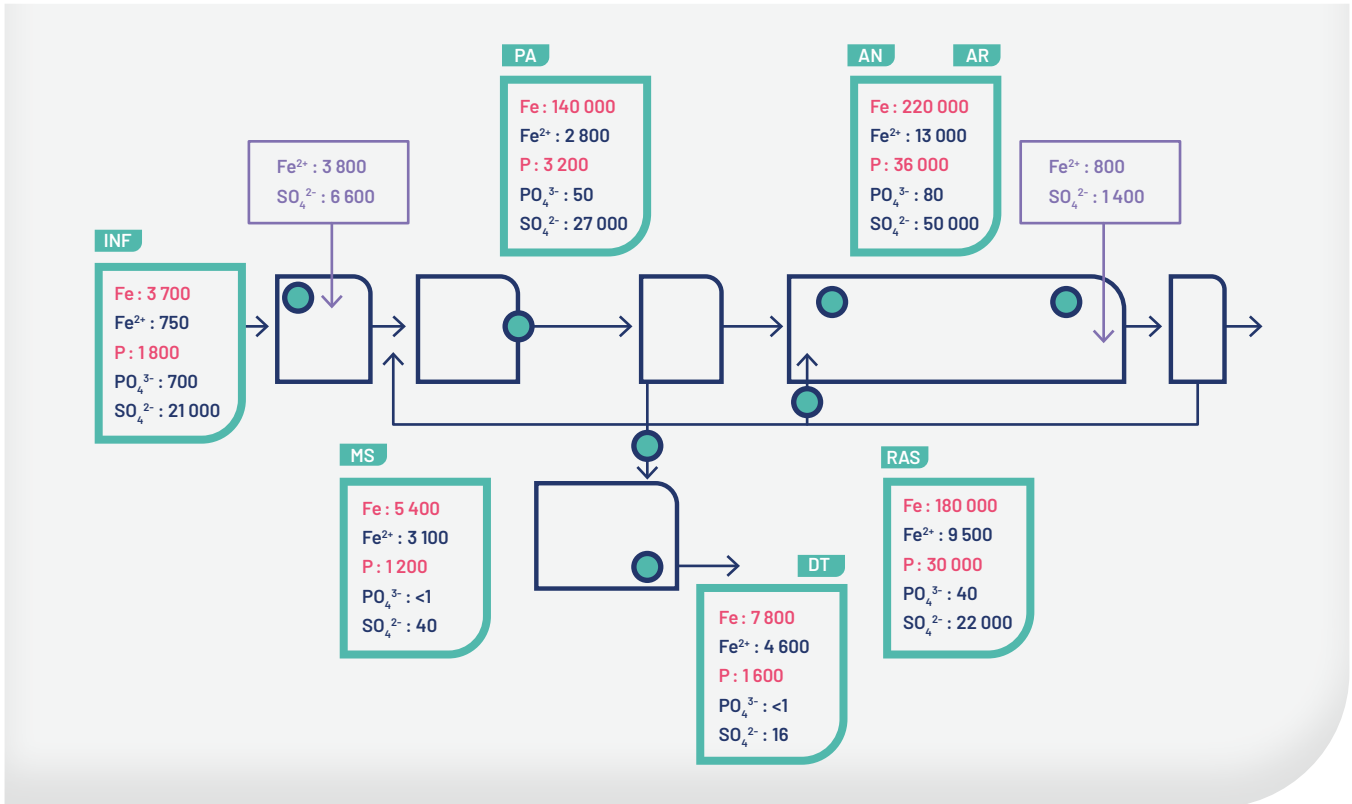 PA
Fe : 140 000
Fe²⁺ : 2 800
P : 3 200
PO₄³⁻ : 50
SO₄²⁻ : 27 000
AN
AR
Fe : 220 000
Fe²⁺ : 13 000
P : 36 000
PO₄³⁻ : 80
SO₄²⁻ : 50 000
Fe²⁺ : 3 800
SO₄²⁻ : 6 600
Fe²⁺ : 800
SO₄²⁻ : 1 400
INF
Fe : 3 700
Fe²⁺ : 750
P : 1 800
PO₄³⁻ : 700
SO₄²⁻ : 21 000
MS
Fe : 5 400
Fe²⁺ : 3 100
P : 1 200
PO₄³⁻ : <1
SO₄²⁻ : 40
DT
Fe : 7 800
Fe²⁺ : 4 600
P : 1 600
PO₄³⁻ : <1
SO₄²⁻ : 16
RAS
Fe : 180 000
Fe²⁺ : 9 500
P : 30 000
PO₄³⁻ : 40
SO₄²⁻ : 22 000